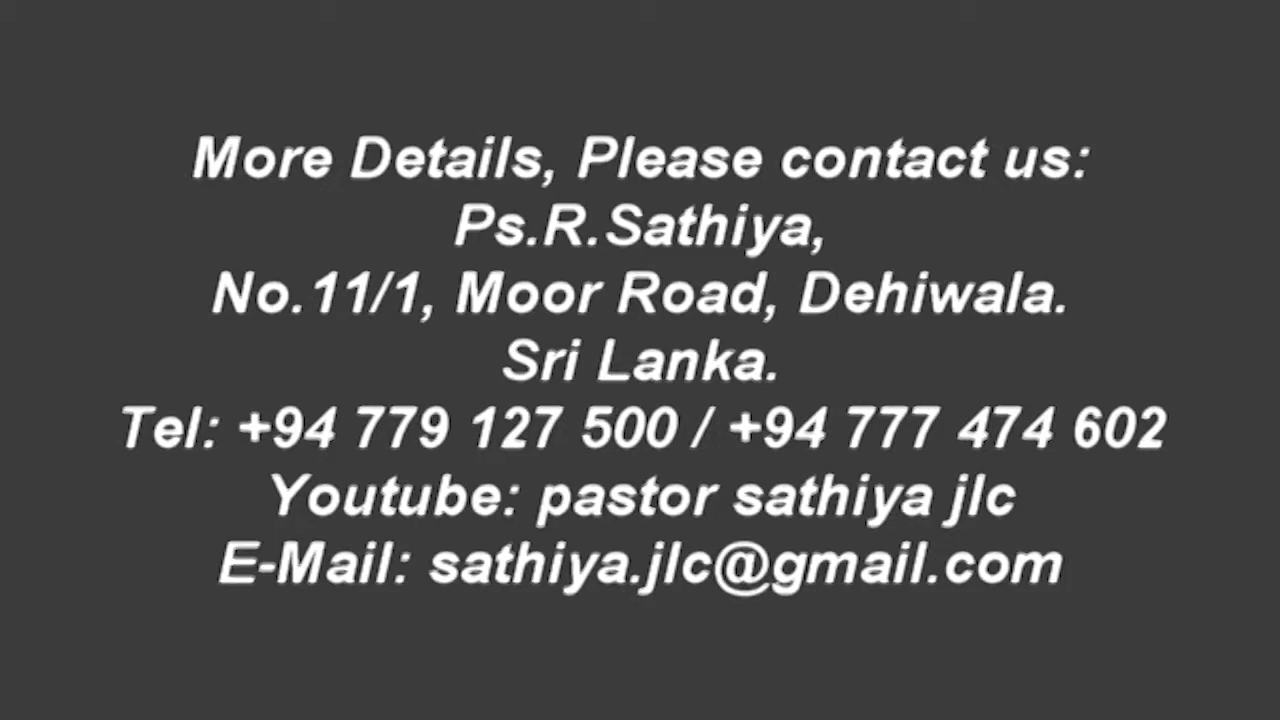 More Details, Please contact us:
Ps.R.Sathiya,
No.11/1, Moor Road, Dehiwala.
Sri Lanka.
Tel: +94 779 127 500 / +94 777 474 602
Youtube: pastor sathiya jlc
E-Mail: sathiya.jlc@gmail.com